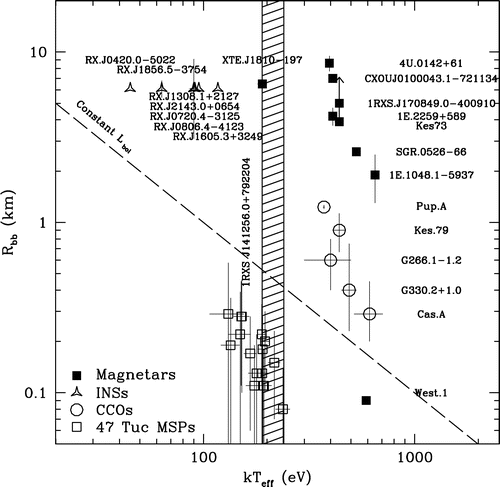 RX.J0420.0-5022
RX.J1856.5-3754
XTE.J1810-197
4U.0142+61
CXOUJ0100043.1-721134
RX.J1308.1+2127
RX.J2143.0+0654
RX.J0720.4-3125
RX.J0806.4-4123
RX.J1605.3+3249
1RXS.J170849.0-400910
1E.2259+589
Kes73
Constant L bol
SGR.0526-66
1E.1048.1-5937
1RXS J141256.0+792204
Pup.A
Kes.79
G266.1-1.2
G330.2+1.0
Cas.A
West.1
Magnetars
INSs
CCOs
47 Tuc MSPs
10
1
0.1
R bb (km)
100
1000
kT eff (eV)